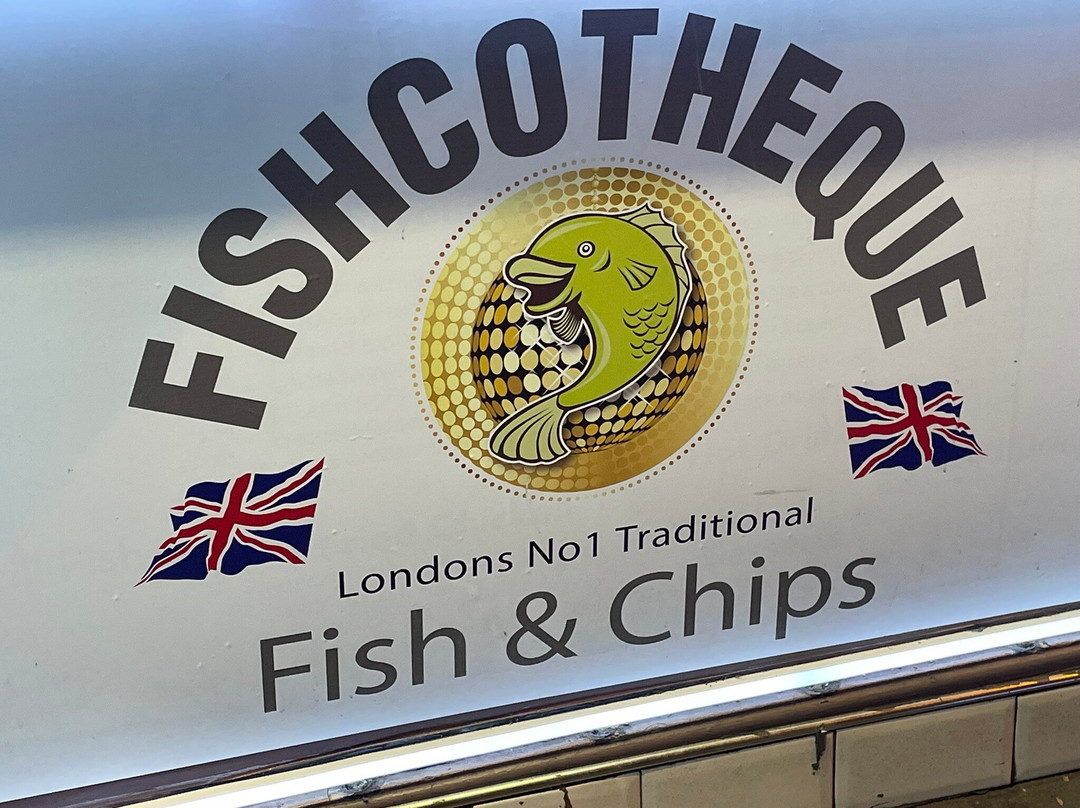 FISHCOTHEQUE
Londons No1 Traditional
Fish & Chips